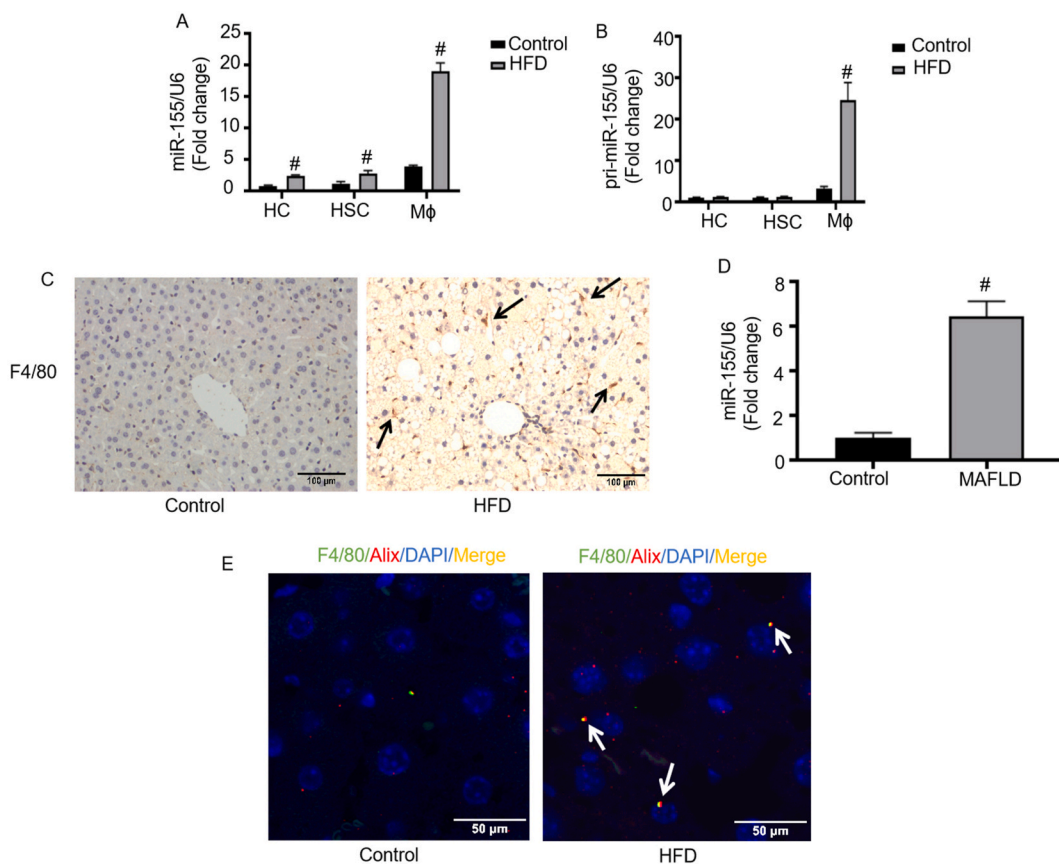 A
miR-155/U6
(Fold change)
25
20
15
10
5
0
#
#
#
HC
HSC
Mϕ
Control
HFD
B
pri-miR-155/U6
(Fold change)
40
30
20
10
0
#
HC
HSC
Mϕ
Control
HFD
C
F4/80
100 µm
100 µm
Control
HFD
D
miR-155/U6
(Fold change)
8
6
4
2
0
#
Control
MAFLD
E
F4/80/Alix/DAPI/Merge
F4/80/Alix/DAPI/Merge
50 µm
50 µm
Control
HFD